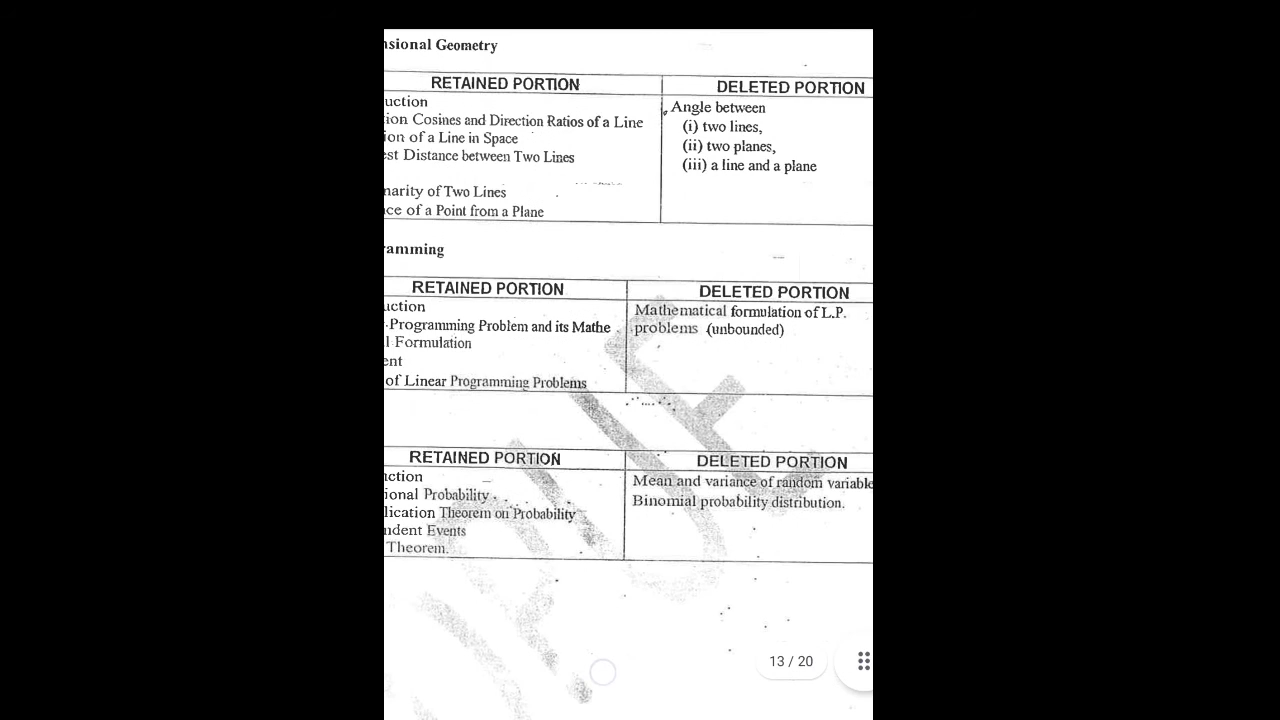 nsional Geometry
RETAINED PORTION
DELETED PORTION
uction
ion Cosines and Direction Ratios of a Line
ion of a Line in Space
est Distance between Two Lines
narity of Two Lines
ce of a Point from a Plane
Angle between
(i) two lines,
(ii) two planes,
(iii) a line and a plane
ramming
RETAINED PORTION
DELETED PORTION
uction
Programming Problem and its Mathe
l Formulation
ent
of Linear Programming Problems
Mathematical formulation of L.P.
problems (unbounded)
RETAINED PORTION
DELETED PORTION
uction
ional Probability
lication Theorem on Probability
ndent Events
Theorem.
Mean and variance of random variable
Binomial probability distribution.
13 / 20